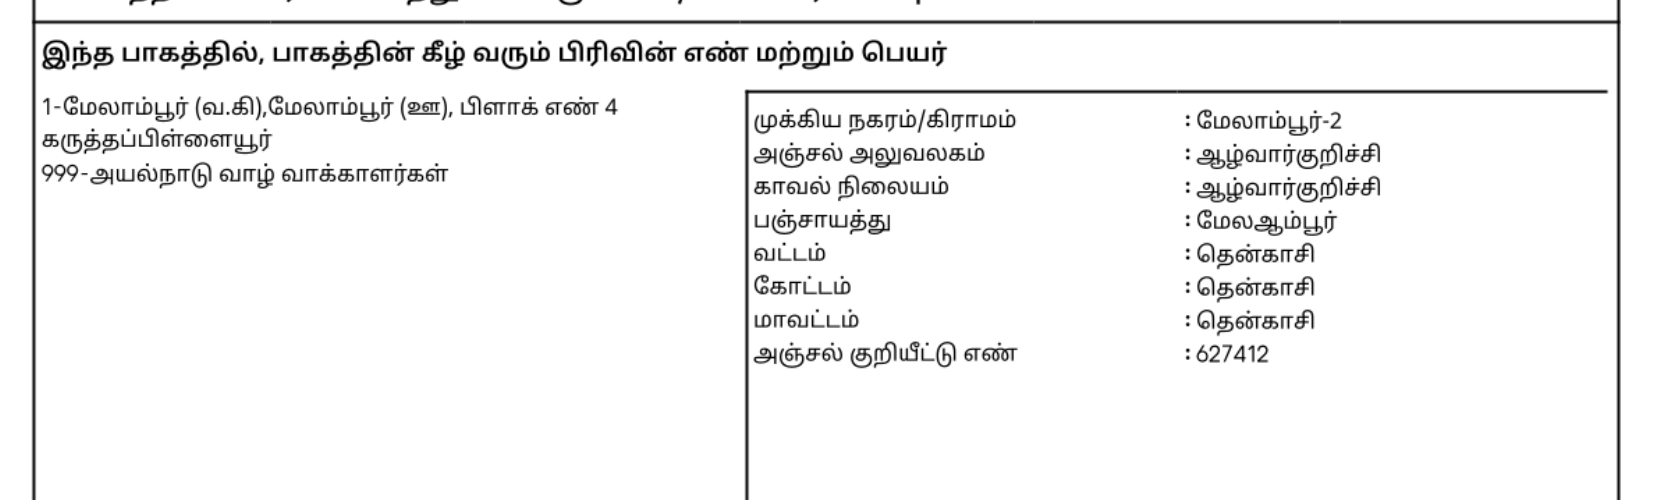 இந்த பாகத்தில், பாகத்தின் கீழ் வரும் பிரிவின் எண் மற்றும் பெயர்
1-மேலாம்பூர் (வ.கி),மேலாம்பூர் (ஊ), பிளாக் எண் 4
கருத்தப்பிள்ளையூர்
999-அயல்நாடு வாழ் வாக்காளர்கள்
முக்கிய நகரம்/கிராமம் : மேலாம்பூர்-2
அஞ்சல் அலுவலகம் : ஆழ்வார்குறிச்சி
காவல் நிலையம் : ஆழ்வார்குறிச்சி
பஞ்சாயத்து : மேலஆம்பூர்
வட்டம் : தென்காசி
கோட்டம் : தென்காசி
மாவட்டம் : தென்காசி
அஞ்சல் குறியீட்டு எண் : 627412